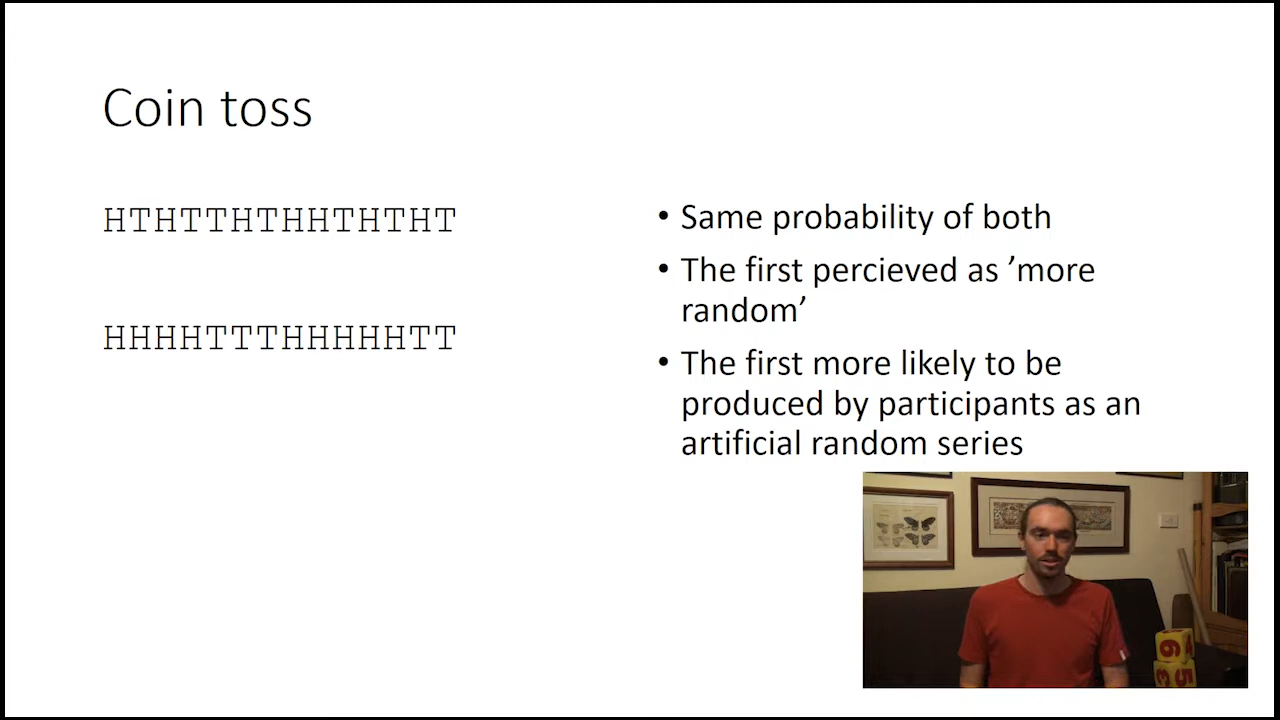 Coin toss
HTHTTHTHHTHTHT
HHHHTTTHHHHHTT
• Same probability of both
• The first percieved as ’more
random’
• The first more likely to be
produced by participants as an
artificial random series